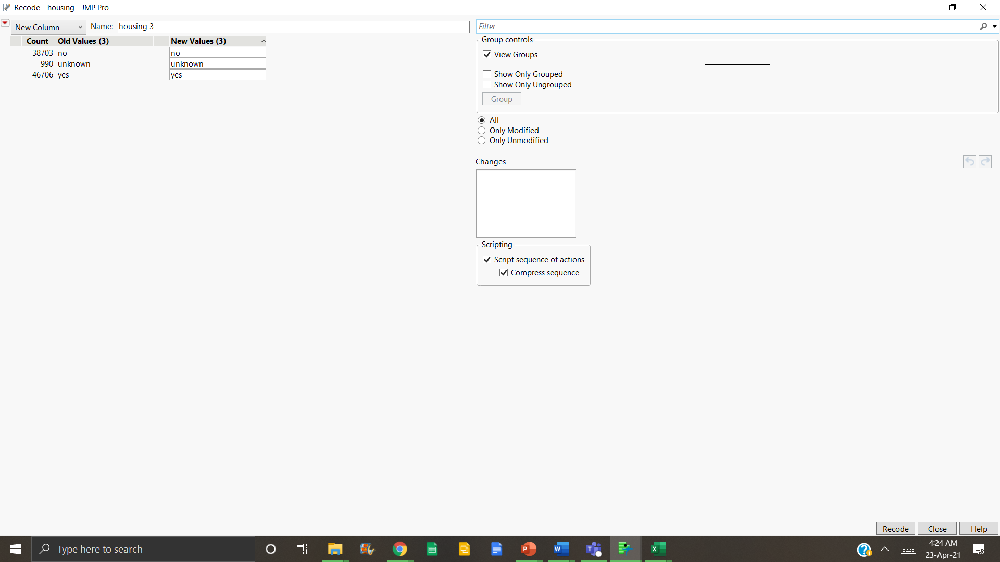 Recode - housing - JMP Pro
New Column Name: housing 3
Filter
Count Old Values (3) New Values (3)
38703 no no
990 unknown unknown
46706 yes yes
Group controls
View Groups
Show Only Grouped
Show Only Ungrouped
Group
All
Only Modified
Only Unmodified
Changes
Scripting
Script sequence of actions
Compress sequence
Recode Close Help
Type here to search
4:24 AM
23-Apr-21